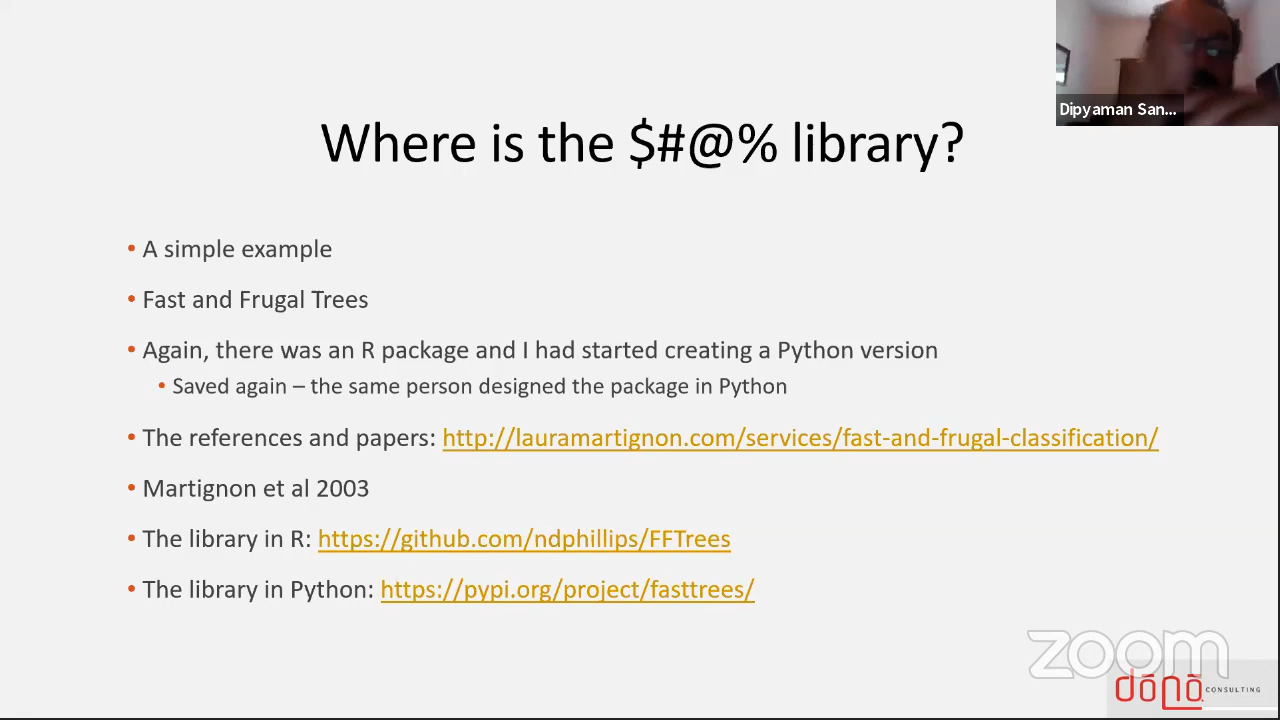 Dipyaman San...
Where is the $#@% library?
• A simple example
• Fast and Frugal Trees
• Again, there was an R package and I had started creating a Python version
• Saved again – the same person designed the package in Python
• The references and papers: http://lauramartignon.com/services/fast-and-frugal-classification/
• Martignon et al 2003
• The library in R: https://github.com/ndphillips/FFTrees
• The library in Python: https://pypi.org/project/fasttrees/
zoom
dōnō CONSULTING